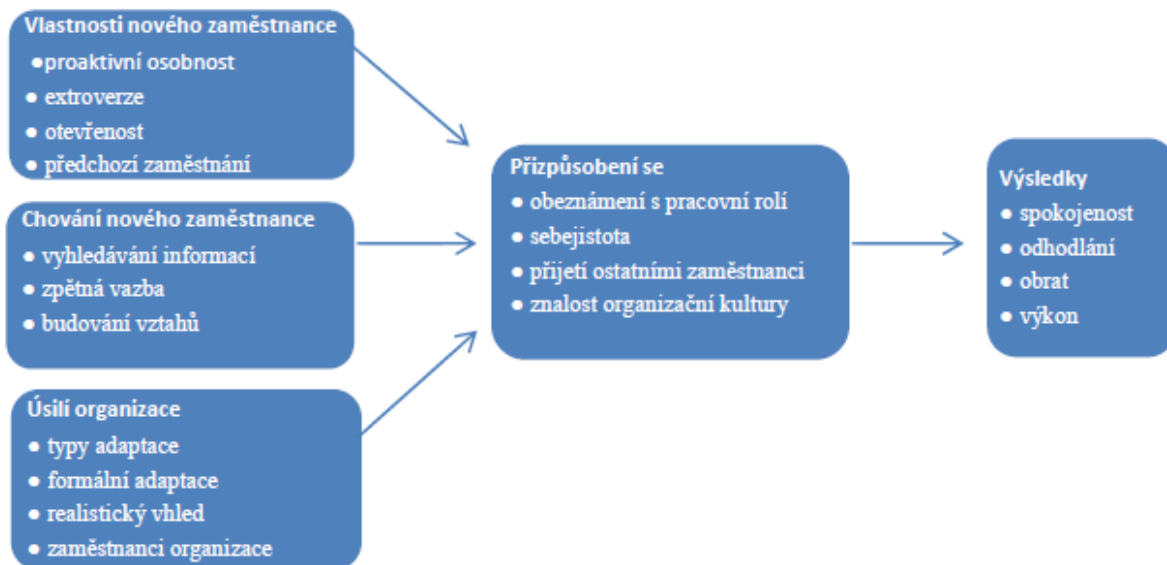 Vlastnosti nového zaměstnance
●proaktivní osobnost
● extroverze
● otevřenost
● předchozí zaměstnání
Chování nového zaměstnance
● vyhledávání informací
● zpětná vazba
● budování vztahů
Úsilí organizace
● typy adaptace
● formální adaptace
● realistický vhled
● zaměstnanci organizace
Přizpůsobení se
● obeznámení s pracovní rolí
● sebejistota
● přijetí ostatními zaměstnanci
● znalost organizační kultury
Výsledky
● spokojenost
● odhodlání
● obrat
● výkon